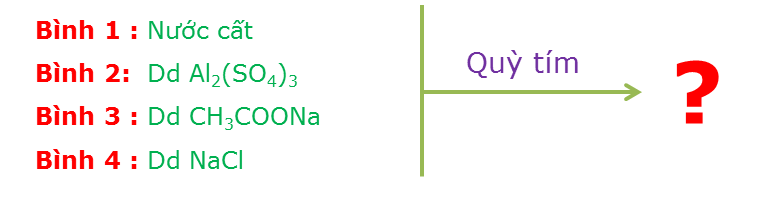 Bình 1 : Nước cất
Bình 2: Dd Al₂(SO₄)₃
Bình 3 : Dd CH₃COONa
Bình 4 : Dd NaCl
Quỳ tím
?